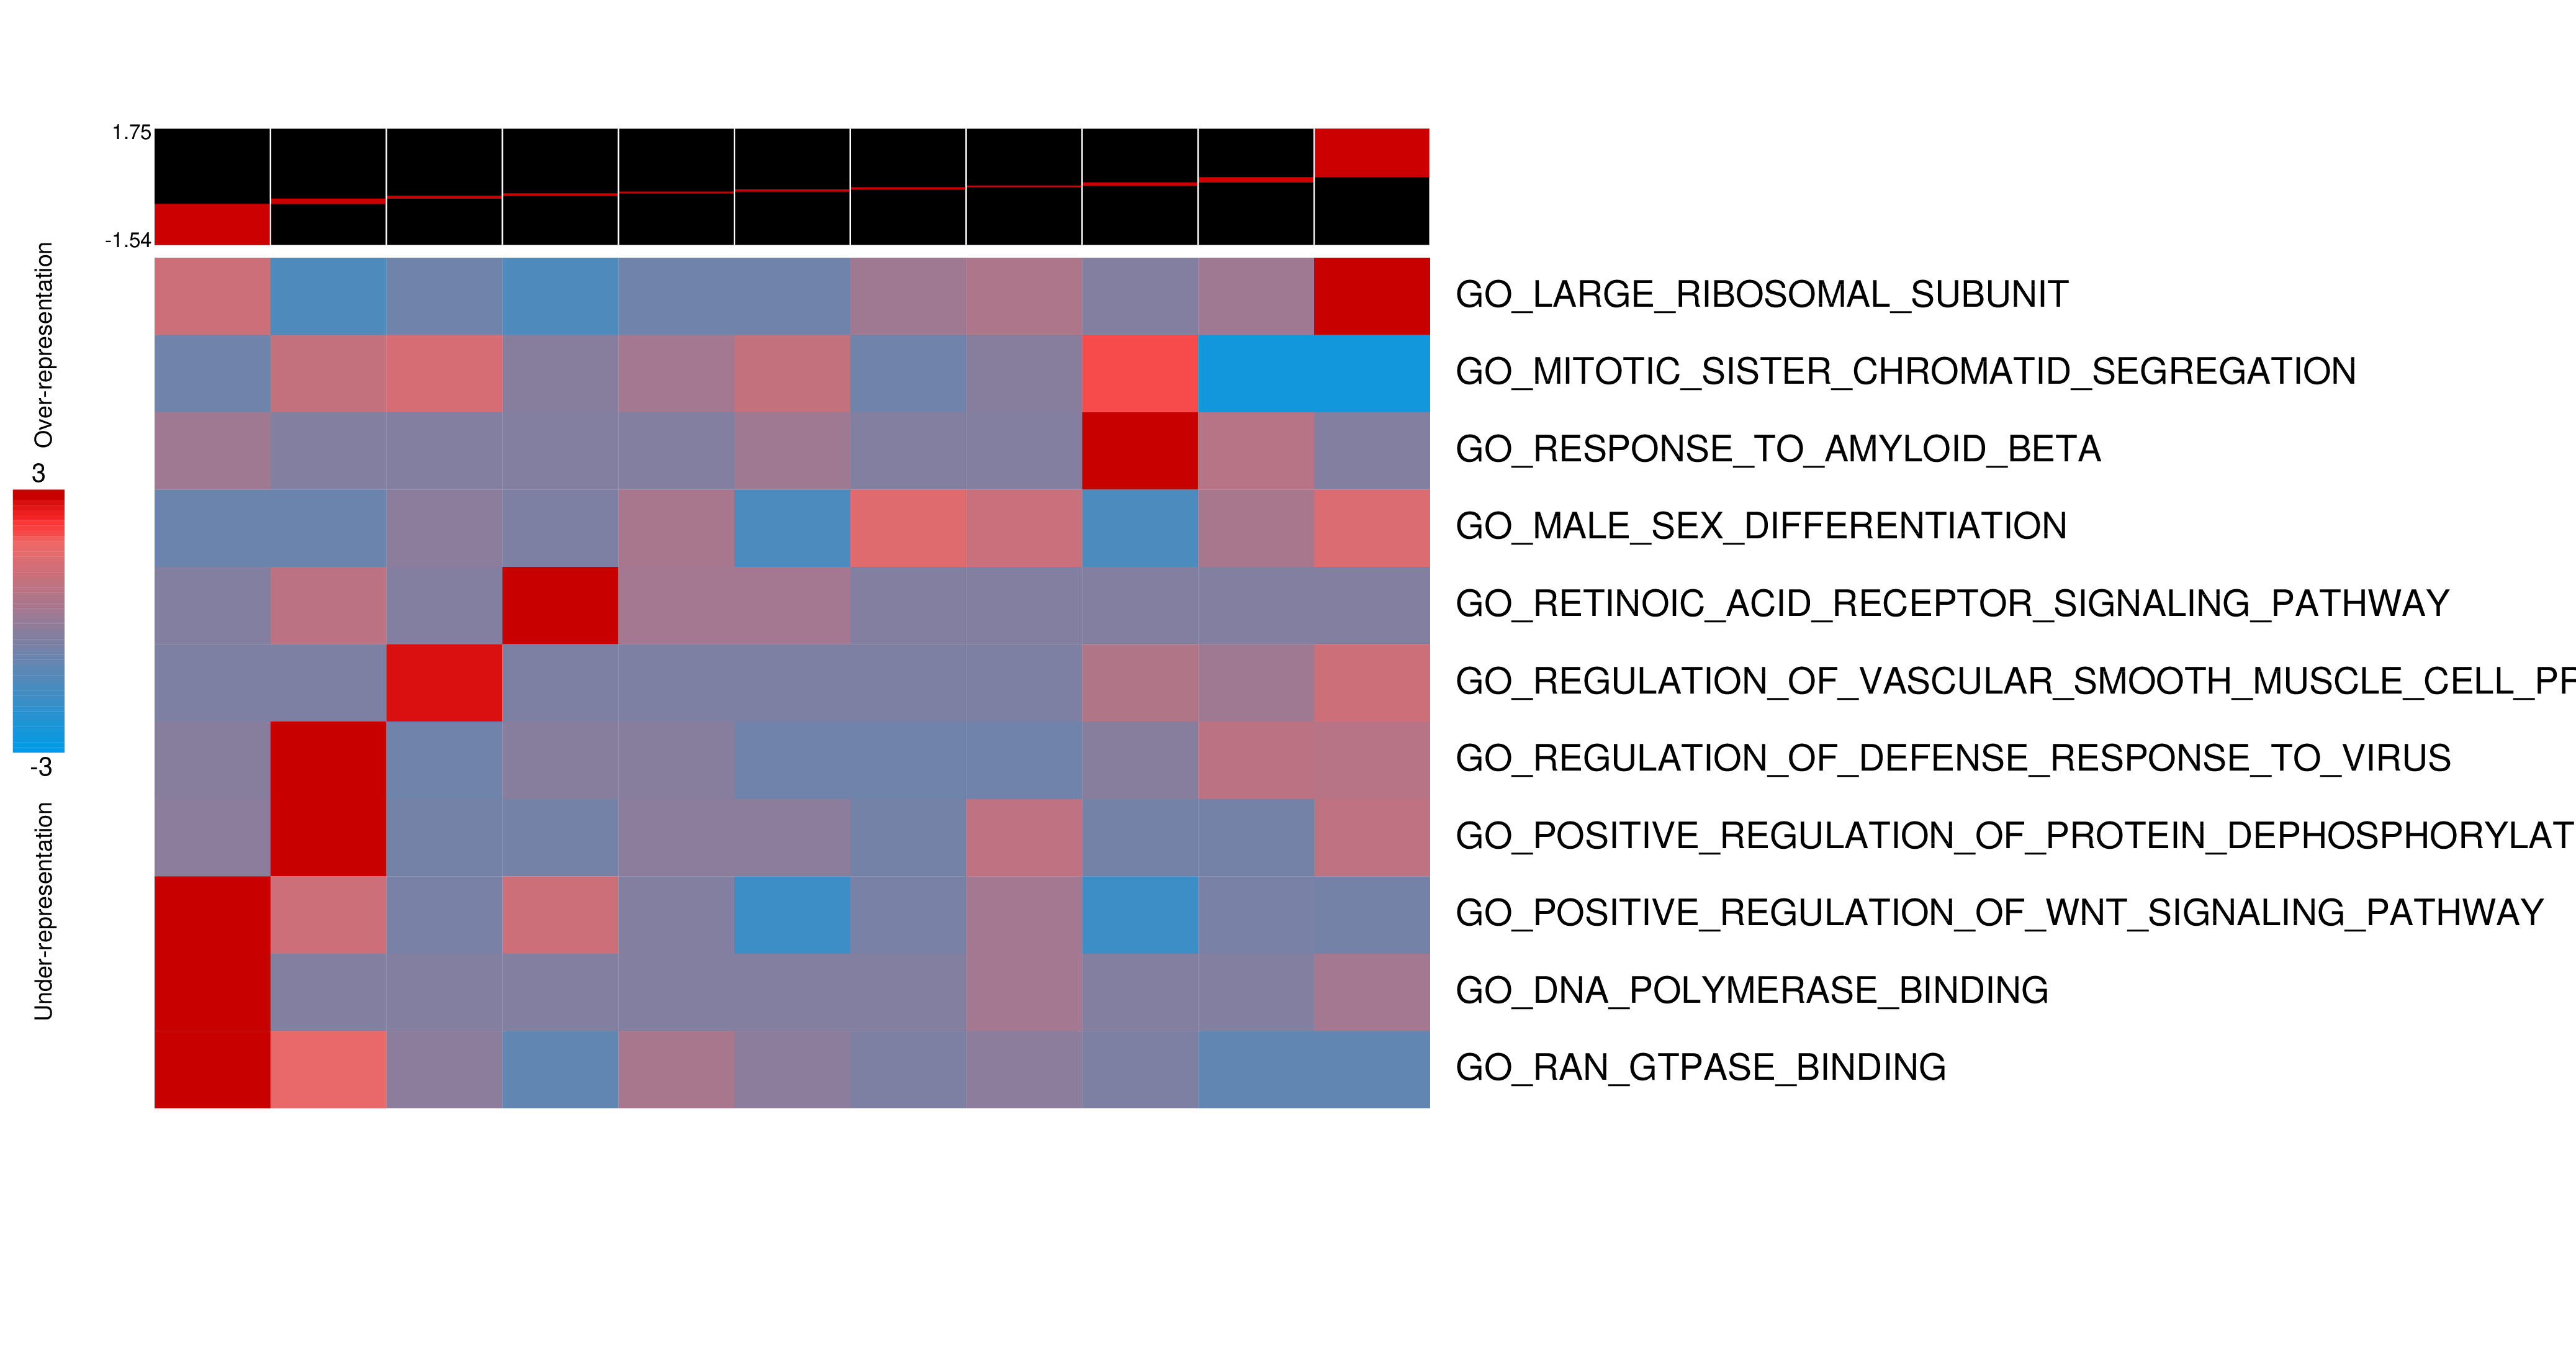 1.75
-1.54
Over-representation
3
-3
Under-representation
GO_LARGE_RIBOSOMAL_SUBUNIT
GO_MITOTIC_SISTER_CHROMATID_SEGREGATION
GO_RESPONSE_TO_AMYLOID_BETA
GO_MALE_SEX_DIFFERENTIATION
GO_RETINOIC_ACID_RECEPTOR_SIGNALING_PATHWAY
GO_REGULATION_OF_VASCULAR_SMOOTH_MUSCLE_CELL_PR
GO_REGULATION_OF_DEFENSE_RESPONSE_TO_VIRUS
GO_POSITIVE_REGULATION_OF_PROTEIN_DEPHOSPHORYLAT
GO_POSITIVE_REGULATION_OF_WNT_SIGNALING_PATHWAY
GO_DNA_POLYMERASE_BINDING
GO_RAN_GTPASE_BINDING